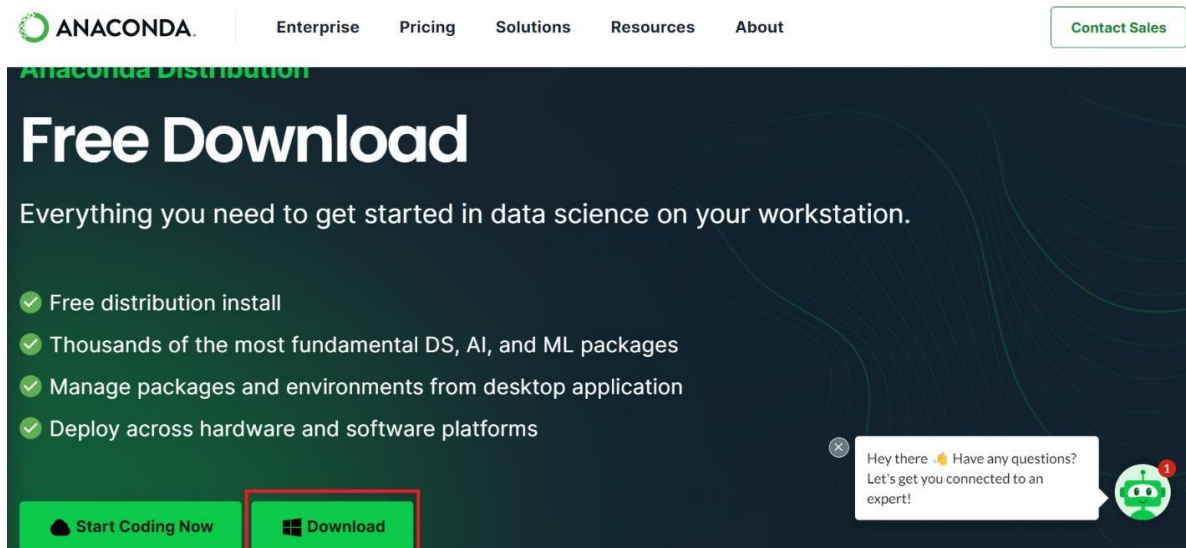 ANACONDA.
Enterprise Pricing Solutions Resources About
Contact Sales
Anaconda Distribution
Free Download
Everything you need to get started in data science on your workstation.
Free distribution install
Thousands of the most fundamental DS, AI, and ML packages
Manage packages and environments from desktop application
Deploy across hardware and software platforms
Hey there 👋 Have any questions?
Let's get you connected to an
expert!
1
Start Coding Now
Download